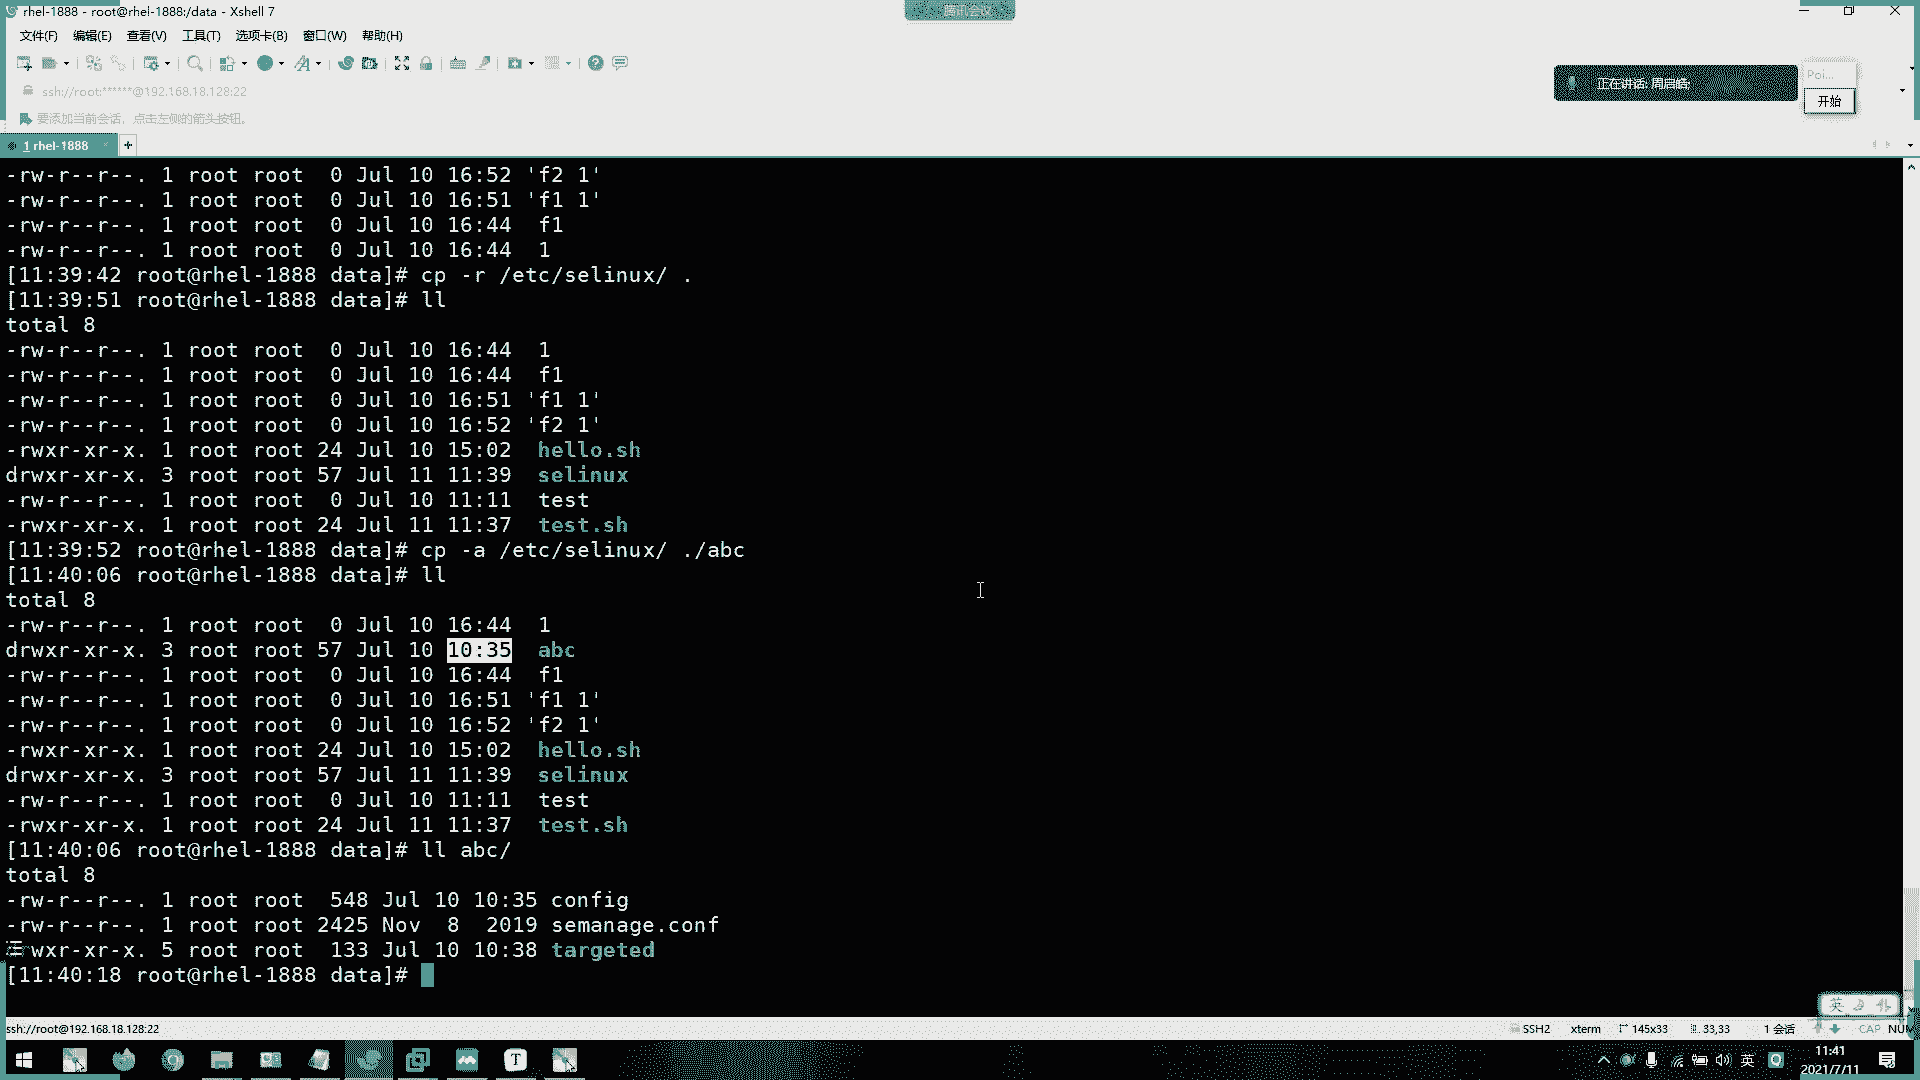 rhel-1888 - root@rhel-1888:/data - Xshell 7
腾讯会议
文件(F) 编辑(E) 查看(V) 工具(T) 选项卡(B) 窗口(W) 帮助(H)
ssh://root:******@192.168.18.128:22
正在讲话: 周启皓;
Poi...
开始
要添加当前会话，点击左侧的箭头按钮。
1 rhel-1888
-rw-r--r--. 1 root root  0 Jul 10 16:52 'f2 1'
-rw-r--r--. 1 root root  0 Jul 10 16:51 'f1 1'
-rw-r--r--. 1 root root  0 Jul 10 16:44  f1
-rw-r--r--. 1 root root  0 Jul 10 16:44  1
[11:39:42 root@rhel-1888 data]# cp -r /etc/selinux/ .
[11:39:51 root@rhel-1888 data]# ll
total 8
-rw-r--r--. 1 root root  0 Jul 10 16:44  1
-rw-r--r--. 1 root root  0 Jul 10 16:44  f1
-rw-r--r--. 1 root root  0 Jul 10 16:51 'f1 1'
-rw-r--r--. 1 root root  0 Jul 10 16:52 'f2 1'
-rwxr-xr-x. 1 root root 24 Jul 10 15:02  hello.sh
drwxr-xr-x. 3 root root 57 Jul 11 11:39  selinux
-rw-r--r--. 1 root root  0 Jul 10 11:11  test
-rwxr-xr-x. 1 root root 24 Jul 11 11:37  test.sh
[11:39:52 root@rhel-1888 data]# cp -a /etc/selinux/ ./abc
[11:40:06 root@rhel-1888 data]# ll
total 8
-rw-r--r--. 1 root root  0 Jul 10 16:44  1
drwxr-xr-x. 3 root root 57 Jul 10 10:35  abc
-rw-r--r--. 1 root root  0 Jul 10 16:44  f1
-rw-r--r--. 1 root root  0 Jul 10 16:51 'f1 1'
-rw-r--r--. 1 root root  0 Jul 10 16:52 'f2 1'
-rwxr-xr-x. 1 root root 24 Jul 10 15:02  hello.sh
drwxr-xr-x. 3 root root 57 Jul 11 11:39  selinux
-rw-r--r--. 1 root root  0 Jul 10 11:11  test
-rwxr-xr-x. 1 root root 24 Jul 11 11:37  test.sh
[11:40:06 root@rhel-1888 data]# ll abc/
total 8
-rw-r--r--. 1 root root  548 Jul 10 10:35 config
-rw-r--r--. 1 root root 2425 Nov  8  2019 semanage.conf
drwxr-xr-x. 5 root root  133 Jul 10 10:38 targeted
[11:40:18 root@rhel-1888 data]#
ssh://root@192.168.18.128:22 SSH2 xterm 145x33 33,33 1 会话 CAP NUM
英
11:41
2021/7/11